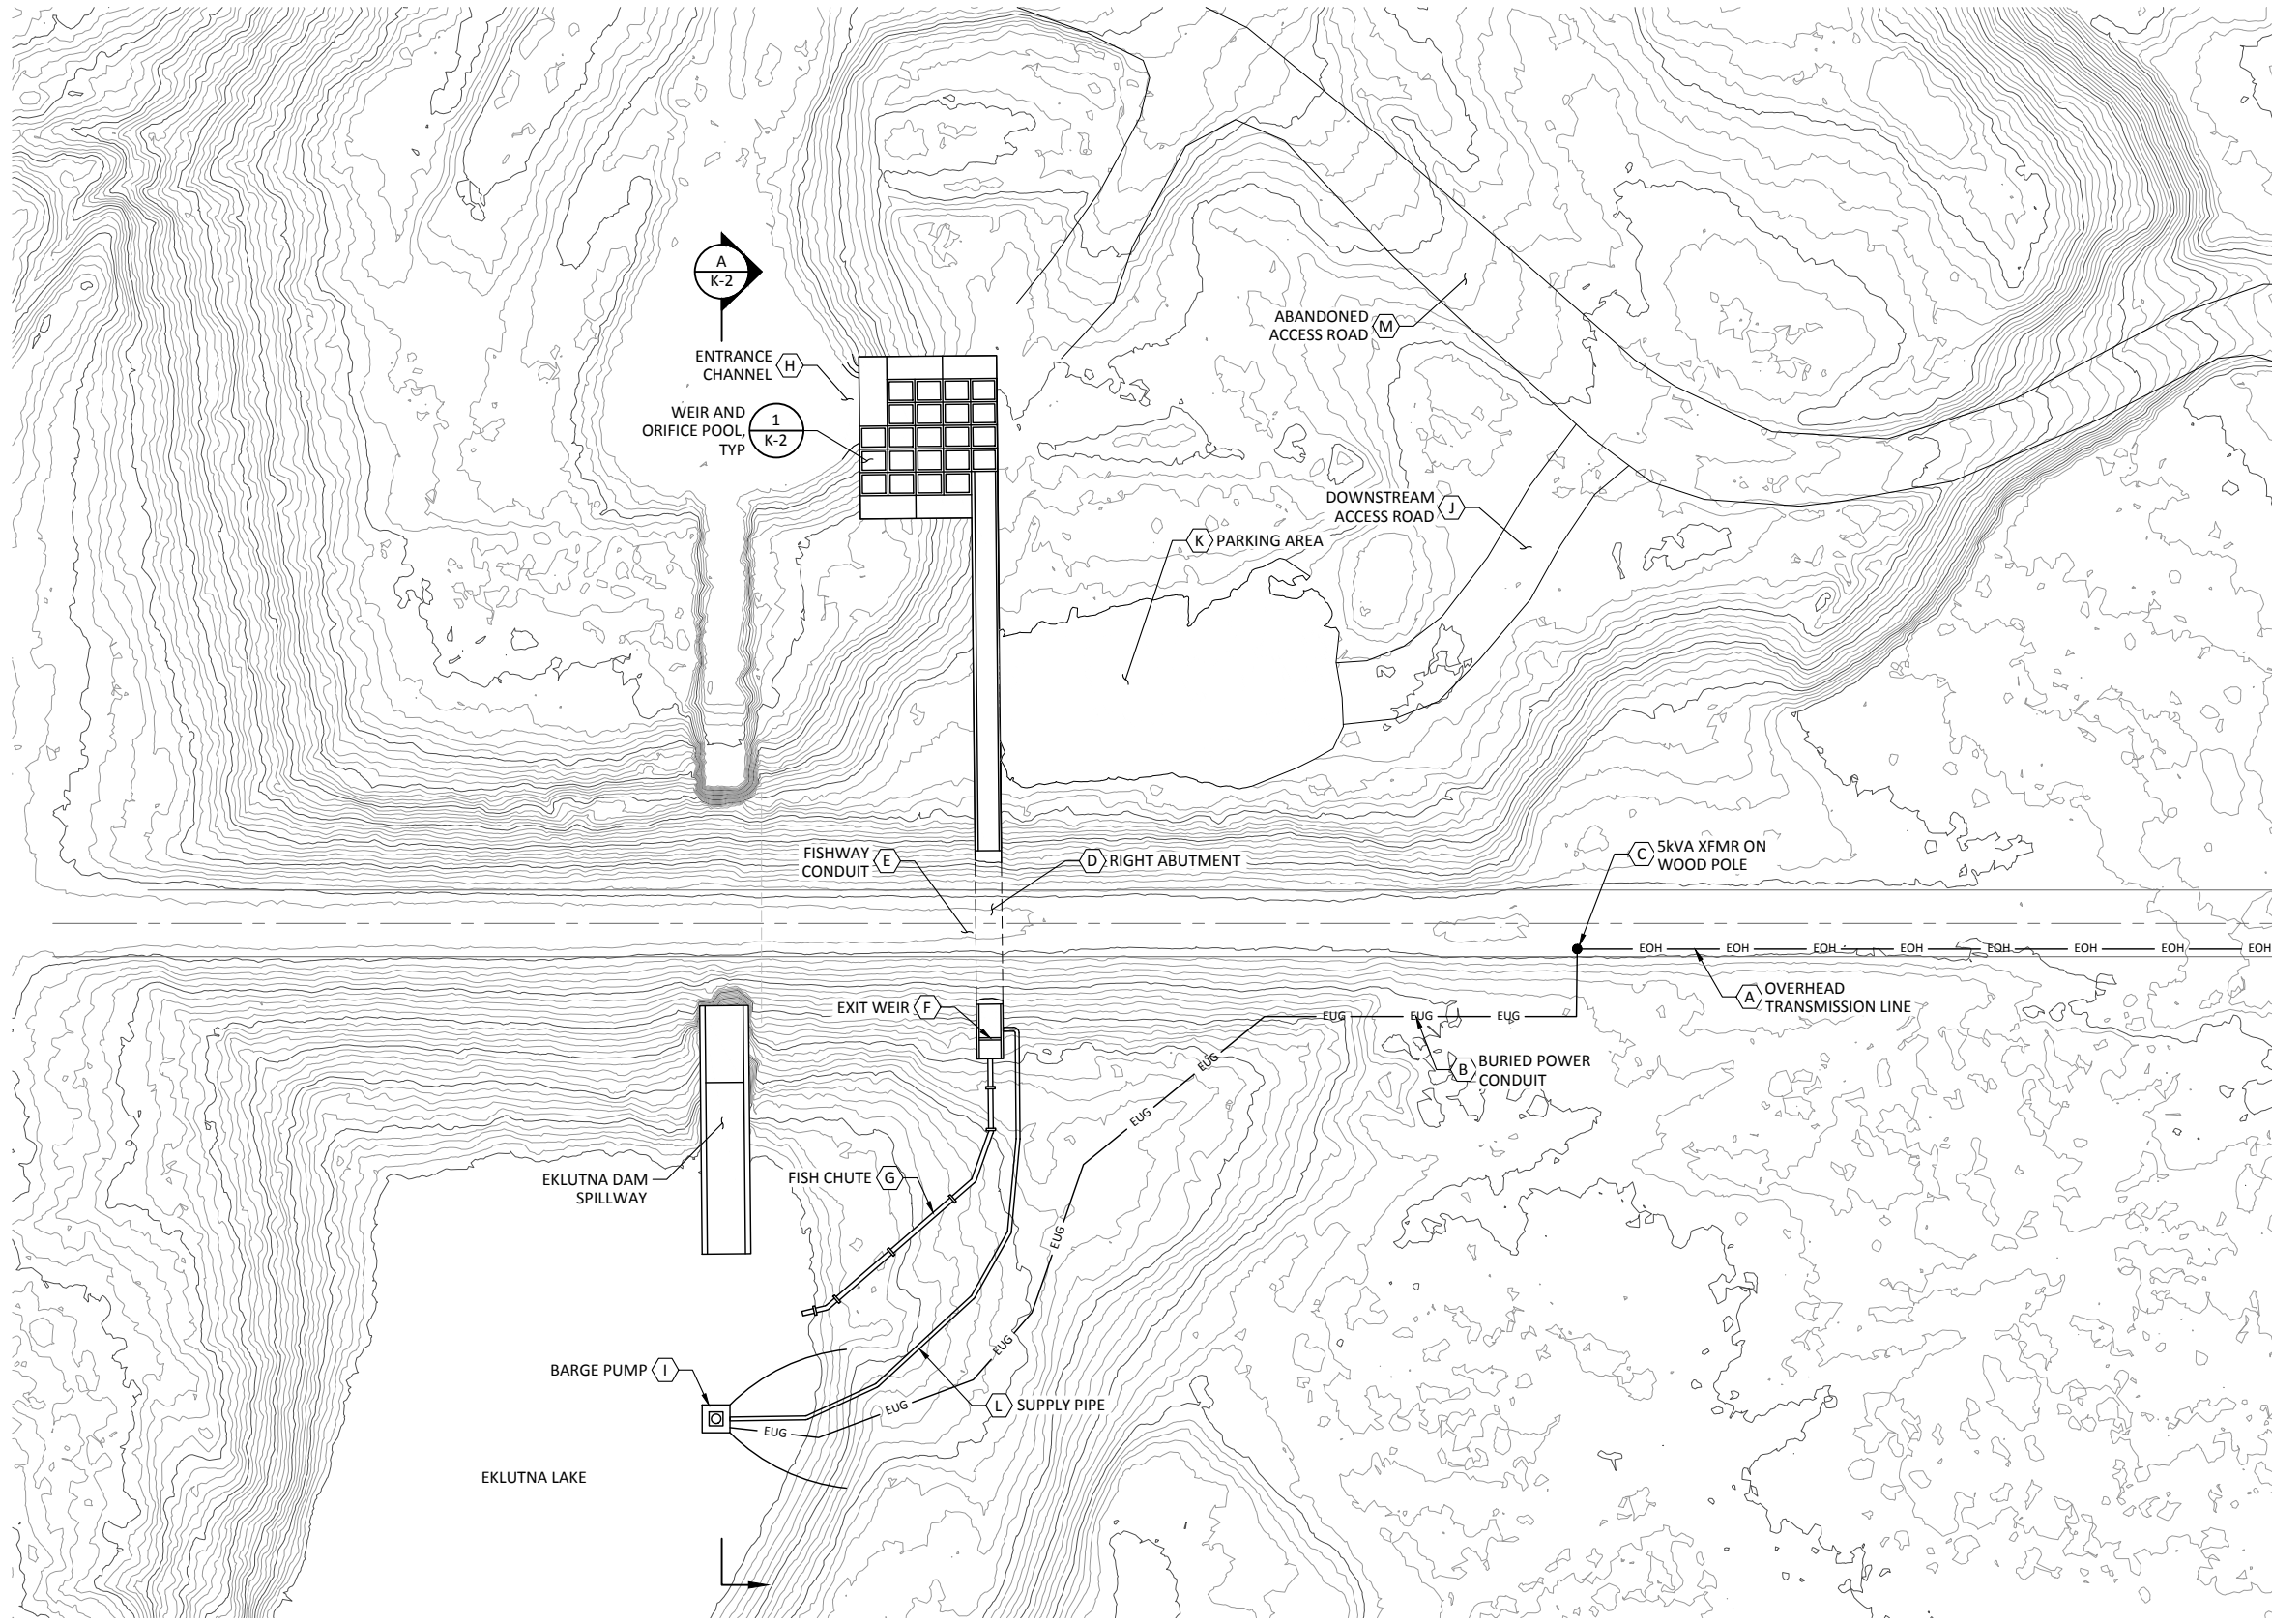 A
K-2
ENTRANCE
CHANNEL
H
WEIR AND
ORIFICE POOL,
TYP
1
K-2
ABANDONED
ACCESS ROAD
M
DOWNSTREAM
ACCESS ROAD
J
K PARKING AREA
FISHWAY
CONDUIT
E
D RIGHT ABUTMENT
C
5kVA XFMR ON
WOOD POLE
EOH EOH EOH EOH EOH EOH EOH EOH
A
OVERHEAD
TRANSMISSION LINE
EXIT WEIR F
EUG EUG EUG
B
BURIED POWER
CONDUIT
EUG
EUG
EKLUTNA DAM
SPILLWAY
FISH CHUTE G
EUG
EUG
BARGE PUMP I
L SUPPLY PIPE
EUG
EUG
EKLUTNA LAKE